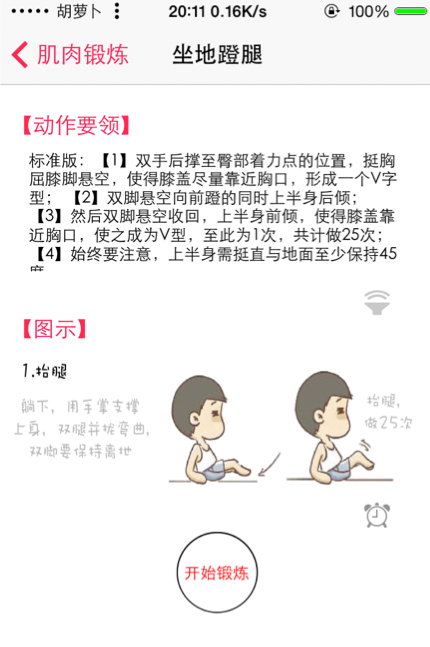 胡萝卜 20:11 0.16K/s 100%
肌肉锻炼 坐地蹬腿
【动作要领】
标准版：【1】双手后撑至臀部着力点的位置，挺胸
屈膝脚悬空，使得膝盖尽量靠近胸口，形成一个V字
型；【2】双脚悬空向前蹬的同时上半身后倾；
【3】然后双脚悬空收回，上半身前倾，使得膝盖靠
近胸口，使之成为V型，至此为1次，共计做25次；
【4】始终要注意，上半身需挺直与地面至少保持45
度
【图示】
1.抬腿
躺下，用手掌支撑
上身，双腿并拢弯曲，
双脚要保持离地
抬腿，
做25次
开始锻炼